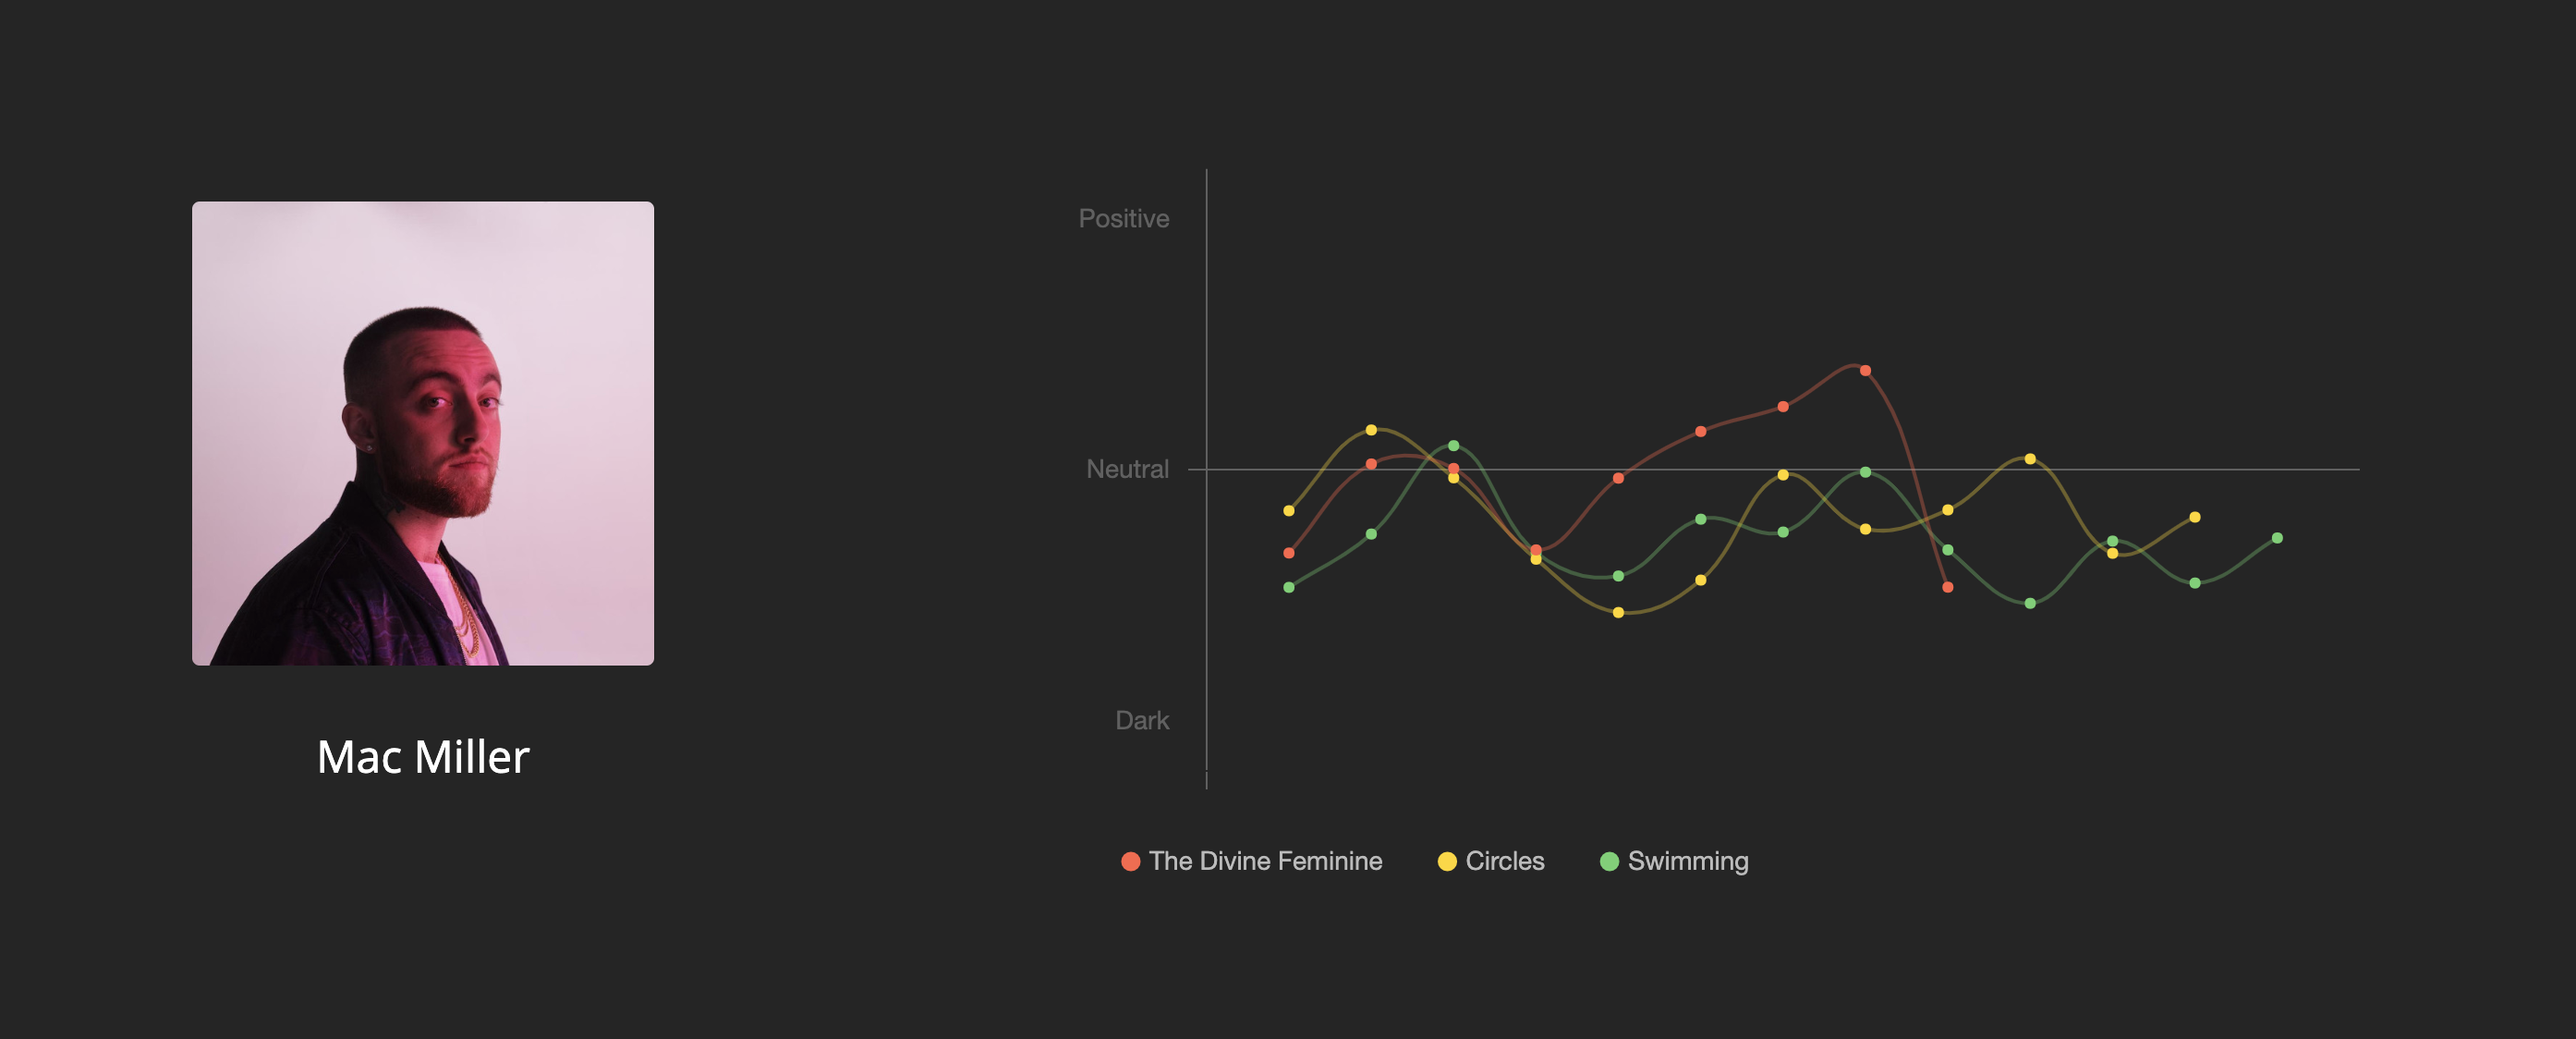 Positive
Neutral
Dark
Mac Miller
The Divine Feminine
Circles
Swimming